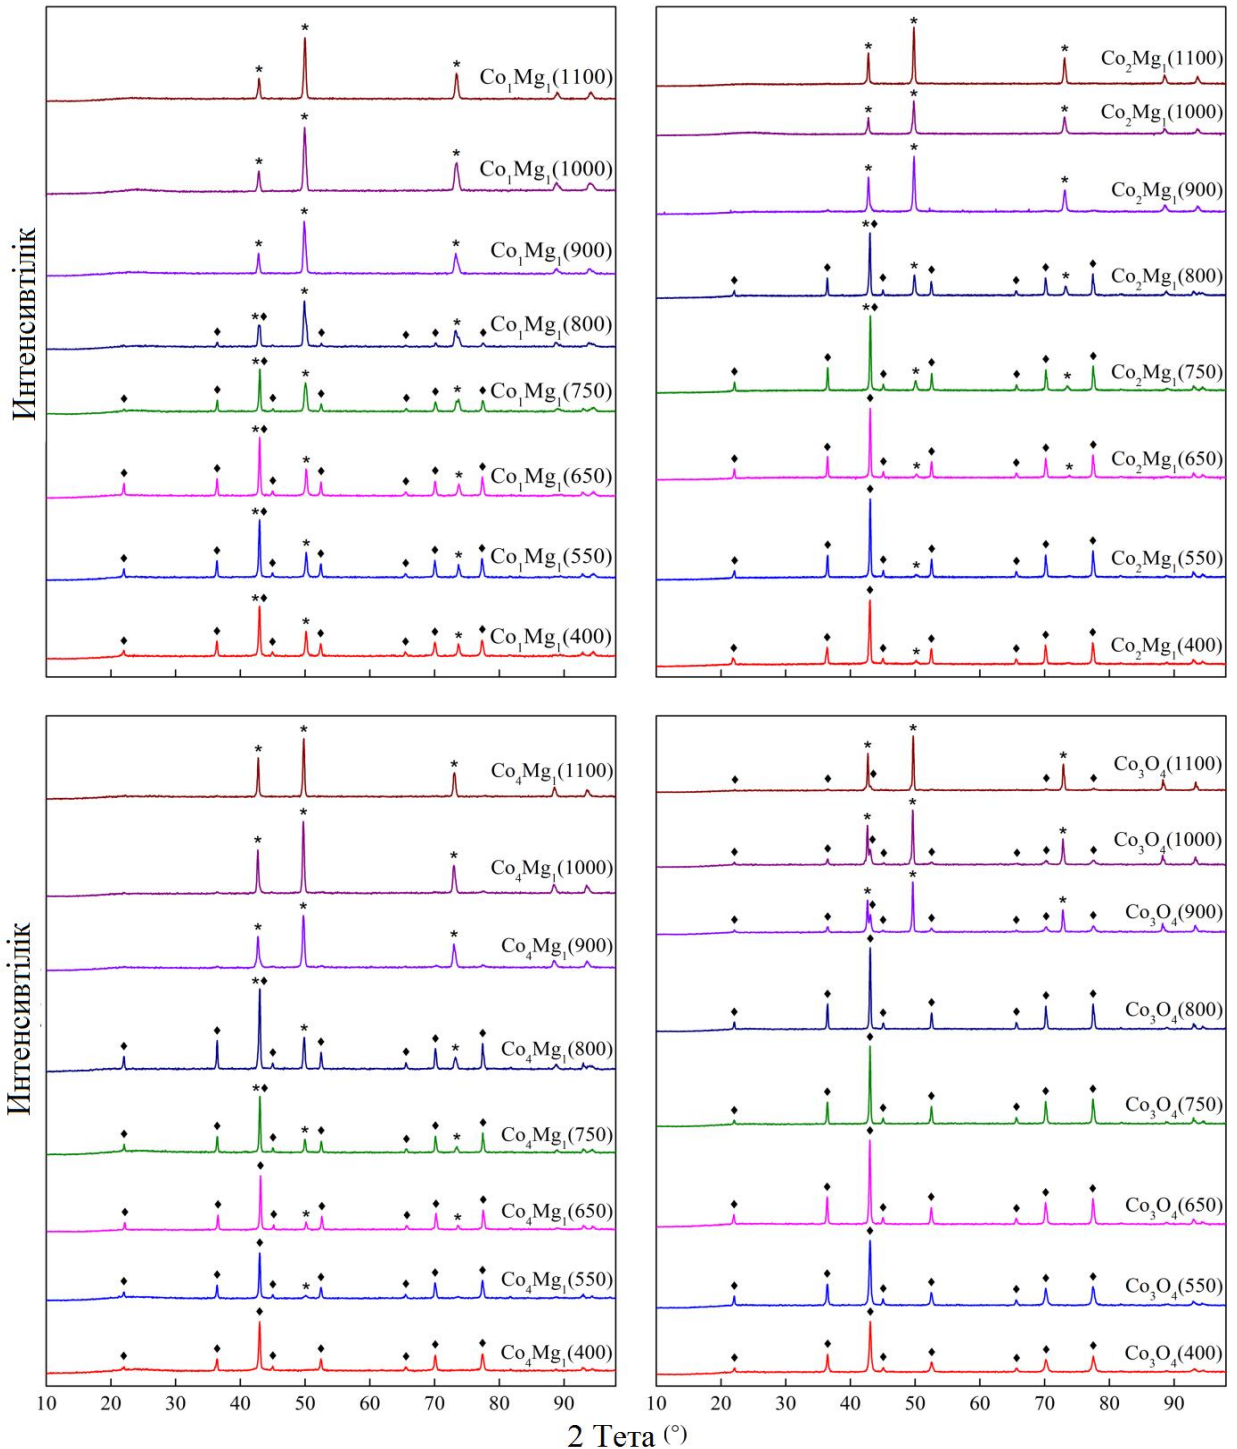 Co1Mg1(1100)
Co1Mg1(1000)
Co1Mg1(900)
Co1Mg1(800)
Co1Mg1(750)
Co1Mg1(650)
Co1Mg1(550)
Co1Mg1(400)
Интенсивтілік
Co2Mg1(1100)
Co2Mg1(1000)
Co2Mg1(900)
Co2Mg1(800)
Co2Mg1(750)
Co2Mg1(650)
Co2Mg1(550)
Co2Mg1(400)
Co4Mg1(1100)
Co4Mg1(1000)
Co4Mg1(900)
Co4Mg1(800)
Co4Mg1(750)
Co4Mg1(650)
Co4Mg1(550)
Co4Mg1(400)
Интенсивтілік
10 20 30 40 50 60 70 80 90
Co3O4(1100)
Co3O4(1000)
Co3O4(900)
Co3O4(800)
Co3O4(750)
Co3O4(650)
Co3O4(550)
Co3O4(400)
10 20 30 40 50 60 70 80 90
2 Тета (°)